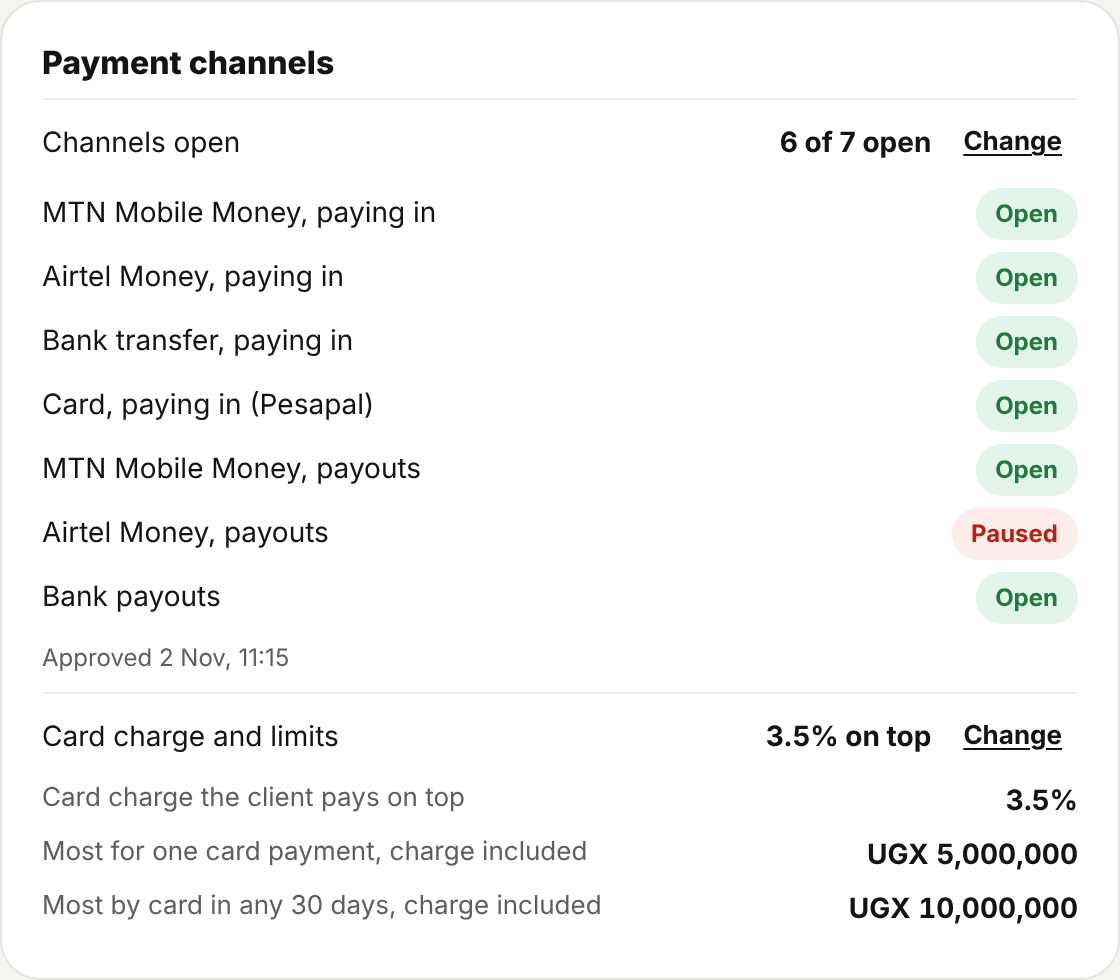 Payment channels
Channels open 6 of 7 open Change
MTN Mobile Money, paying in Open
Airtel Money, paying in Open
Bank transfer, paying in Open
Card, paying in (Pesapal) Open
MTN Mobile Money, payouts Open
Airtel Money, payouts Paused
Bank payouts Open
Approved 2 Nov, 11:15
Card charge and limits 3.5% on top Change
Card charge the client pays on top 3.5%
Most for one card payment, charge included UGX 5,000,000
Most by card in any 30 days, charge included UGX 10,000,000